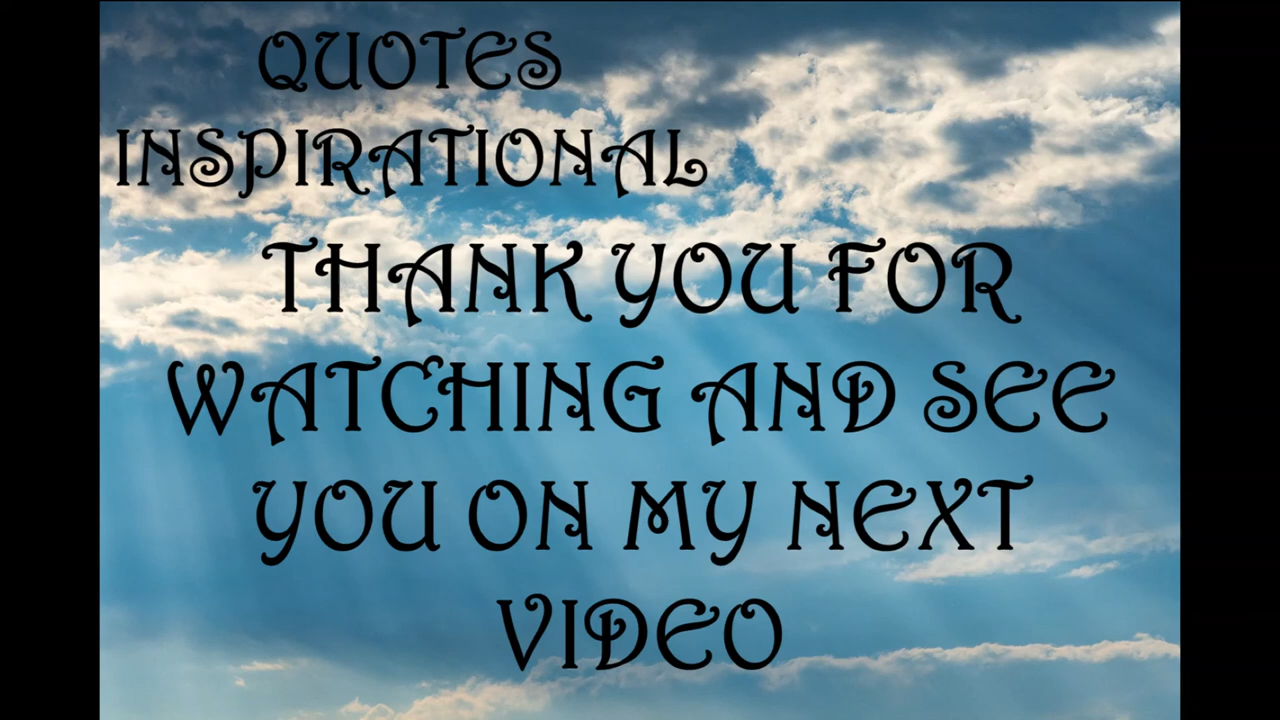 QUOTES
INSPIRATIONAL
THANK YOU FOR
WATCHING AND SEE
YOU ON MY NEXT
VIDEO